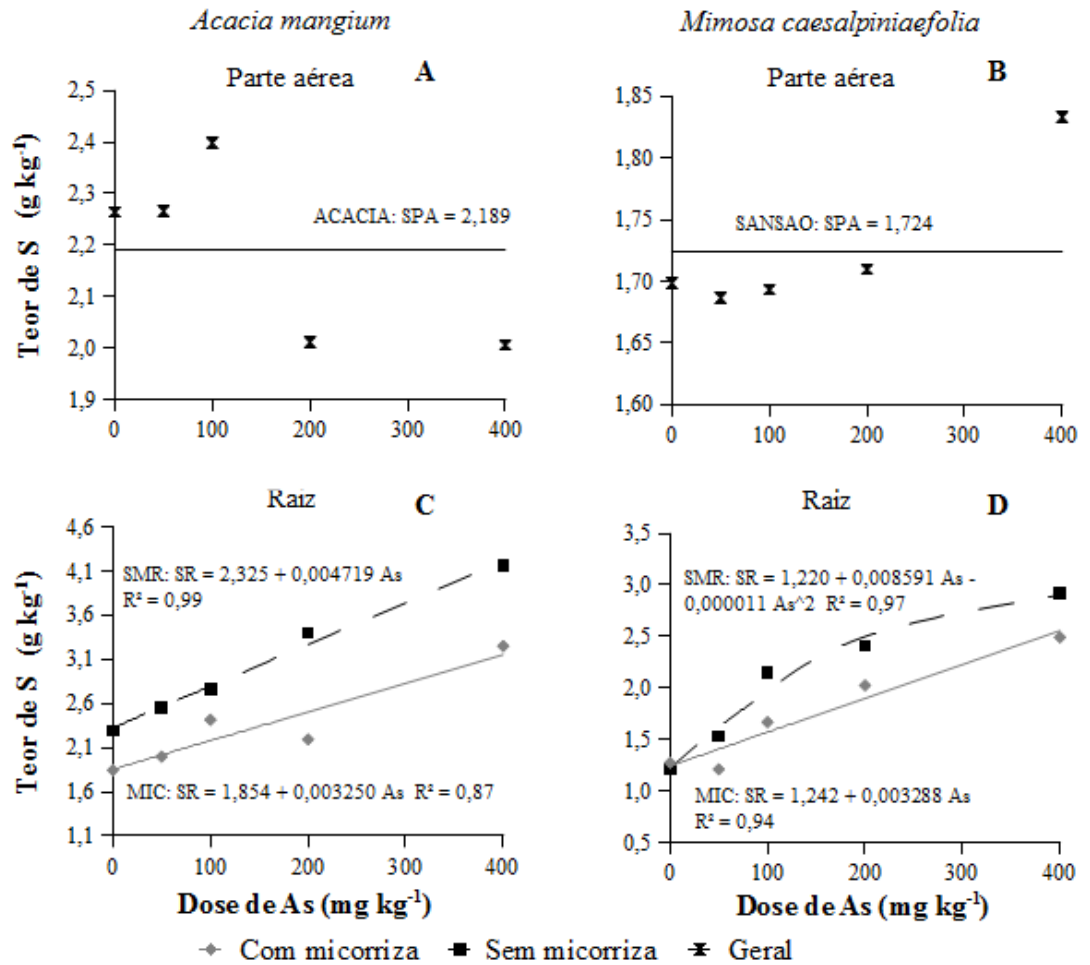 Acacia mangium
Mimosa caesalpiniaefolia
Parte aérea A
Teor de S (g kg⁻¹)
2,5
2,4
2,3
2,2
2,1
2,0
1,9
ACACIA: SPA = 2,189
0 100 200 300 400
Parte aérea B
1,85
1,80
1,75
1,70
1,65
1,60
SANSAO: SPA = 1,724
0 100 200 300 400
Raiz C
Teor de S (g kg⁻¹)
4,6
4,1
3,6
3,1
2,6
2,1
1,6
1,1
SMR: SR = 2,325 + 0,004719 As
R² = 0,99
MIC: SR = 1,854 + 0,003250 As R² = 0,87
0 100 200 300 400
Dose de As (mg kg⁻¹)
Raiz D
3,5
3,0
2,5
2,0
1,5
1,0
0,5
SMR: SR = 1,220 + 0,008591 As -
0,000011 As^2 R² = 0,97
MIC: SR = 1,242 + 0,003288 As
R² = 0,94
0 100 200 300 400
Dose de As (mg kg⁻¹)
Com micorriza Sem micorriza Geral